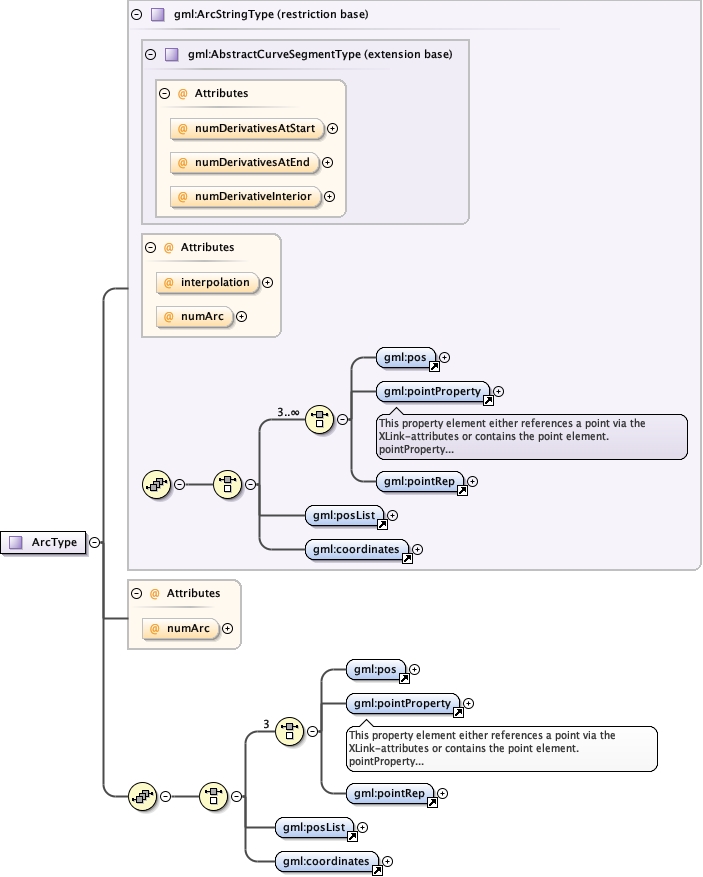 gml:ArcStringType (restriction base)
gml:AbstractCurveSegmentType (extension base)
@ Attributes
@ numDerivativesAtStart
@ numDerivativesAtEnd
@ numDerivativeInterior
@ Attributes
@ interpolation
@ numArc
gml:pos
3..∞
gml:pointProperty
This property element either references a point via the
XLink-attributes or contains the point element.
pointProperty...
gml:pointRep
gml:posList
gml:coordinates
ArcType
@ Attributes
@ numArc
gml:pos
3
gml:pointProperty
This property element either references a point via the
XLink-attributes or contains the point element.
pointProperty...
gml:pointRep
gml:posList
gml:coordinates